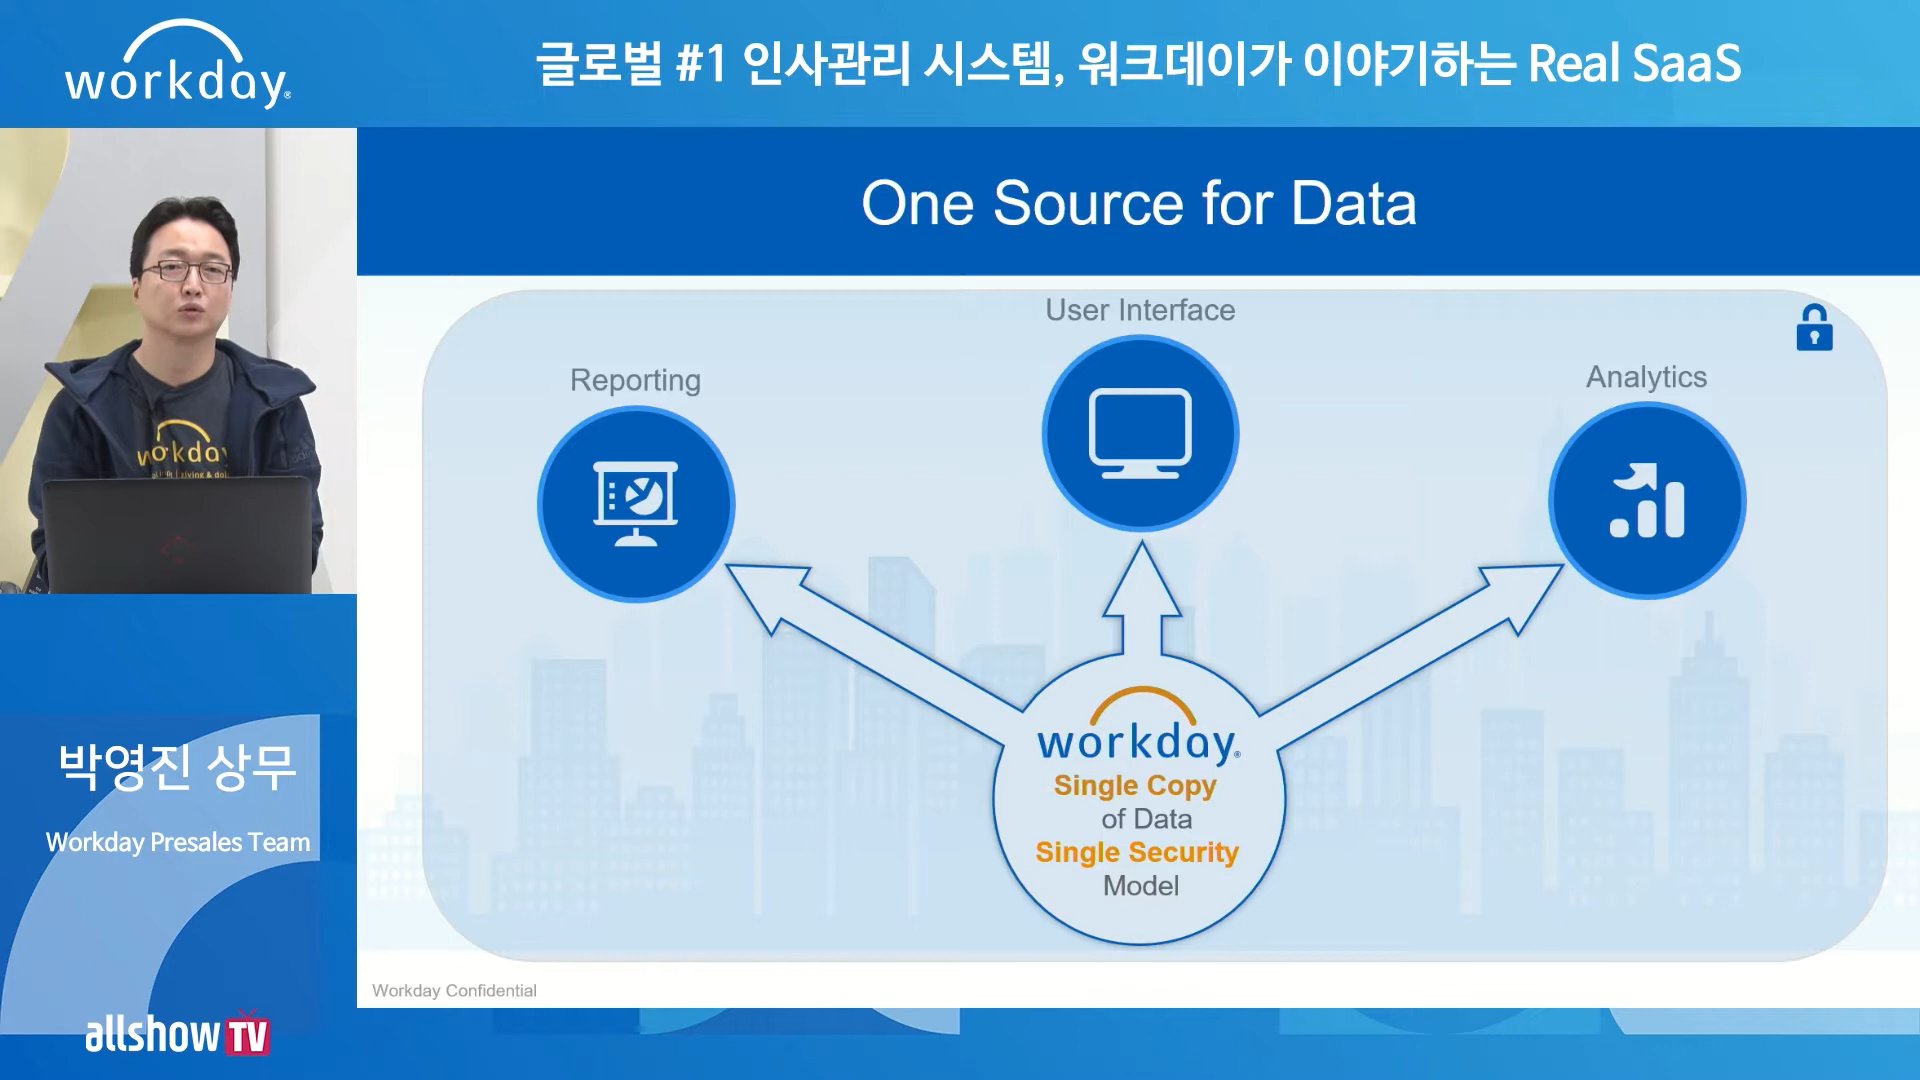 workday®
글로벌 #1 인사관리 시스템, 워크데이가 이야기하는 Real SaaS
One Source for Data
User Interface
Reporting
Analytics
workday®
Single Copy
of Data
Single Security
Model
Workday Confidential
workday
박영진 상무
Workday Presales Team
allshow TV